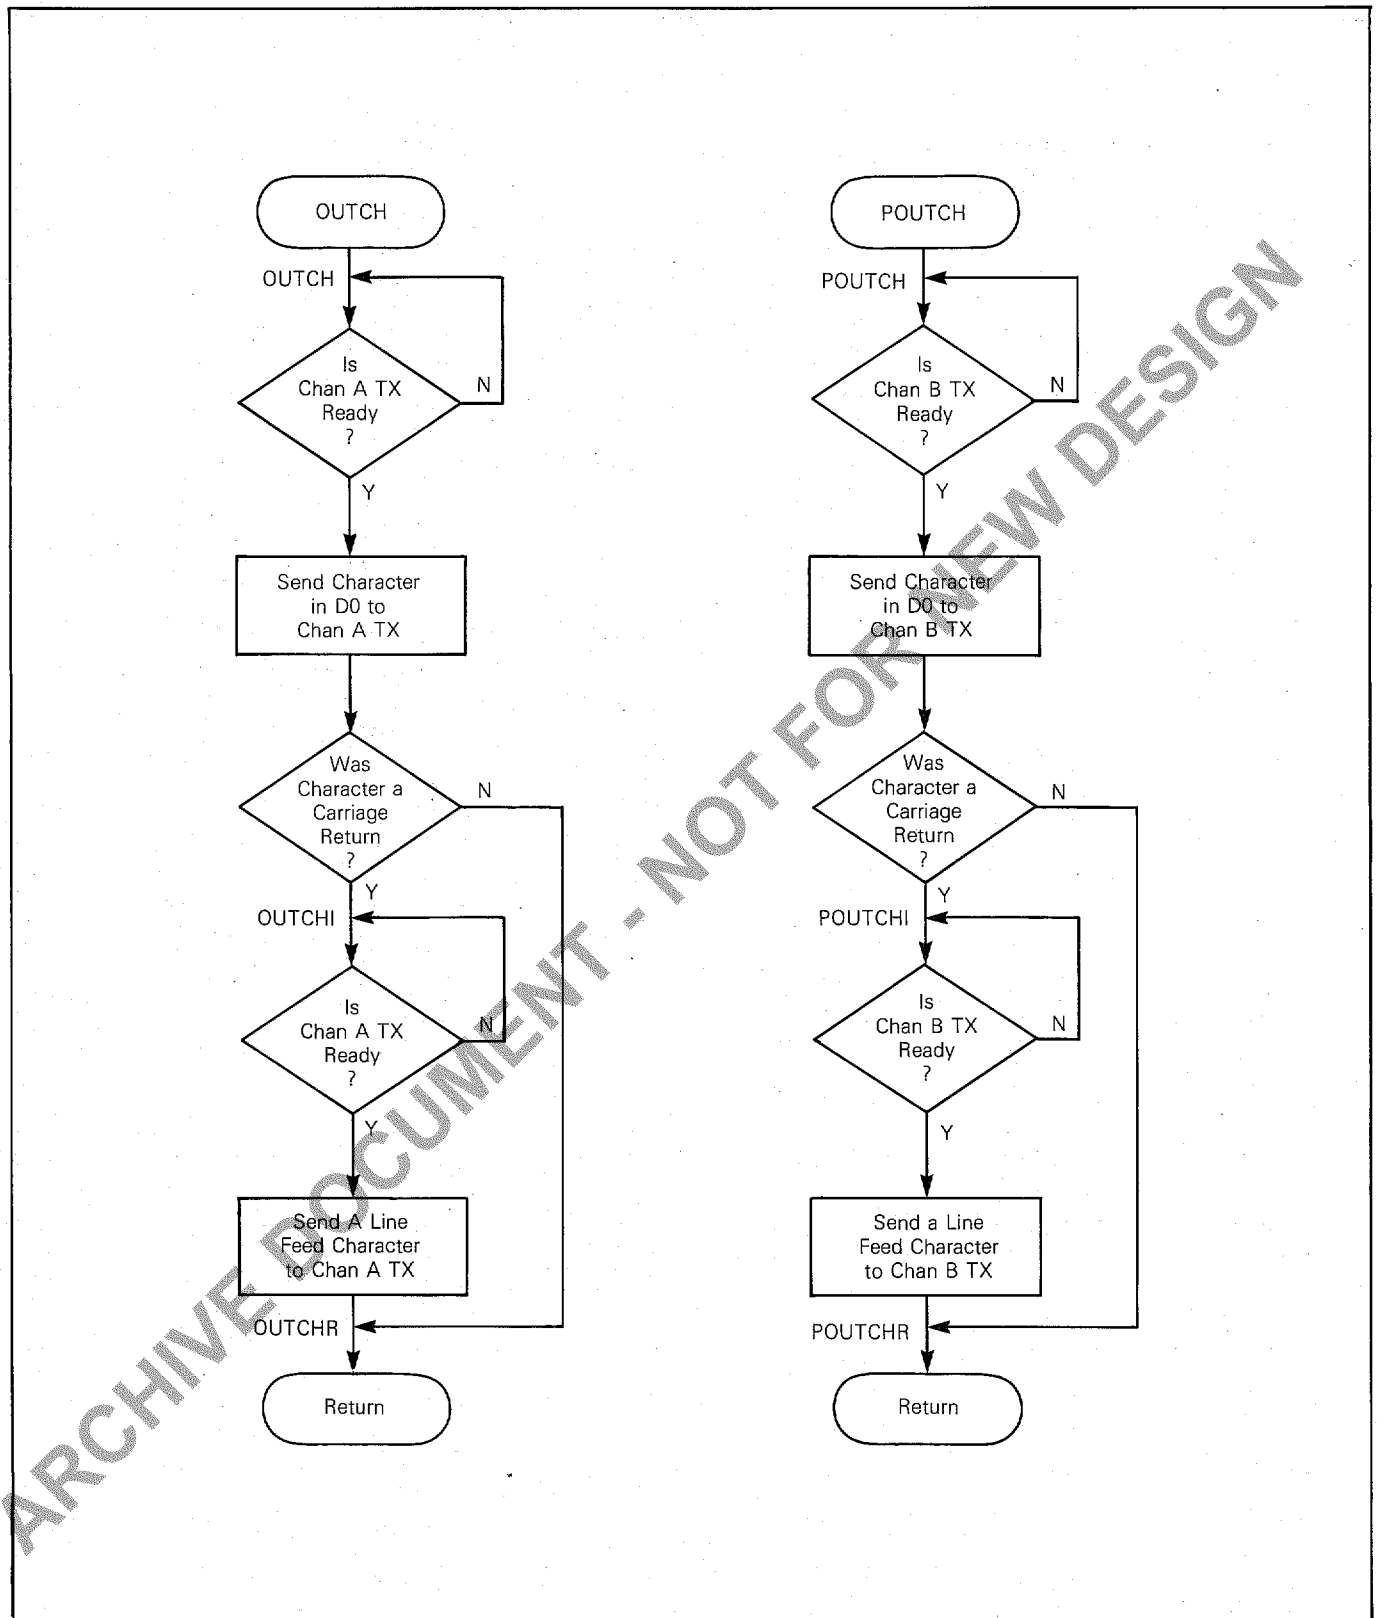 OUTCH
OUTCH
Is
Chan A TX
Ready
?
N
Y
Send Character
in D0 to
Chan A TX
Was
Character a
Carriage
Return
?
N
Y
OUTCHI
Is
Chan A TX
Ready
?
N
Y
Send A Line
Feed Character
to Chan A TX
OUTCHR
Return
POUTCH
POUTCH
Is
Chan B TX
Ready
?
N
Y
Send Character
in D0 to
Chan B TX
Was
Character a
Carriage
Return
?
N
Y
POUTCHI
Is
Chan B TX
Ready
?
N
Y
Send a Line
Feed Character
to Chan B TX
POUTCHR
Return
ARCHIVE DOCUMENT - NOT FOR NEW DESIGN